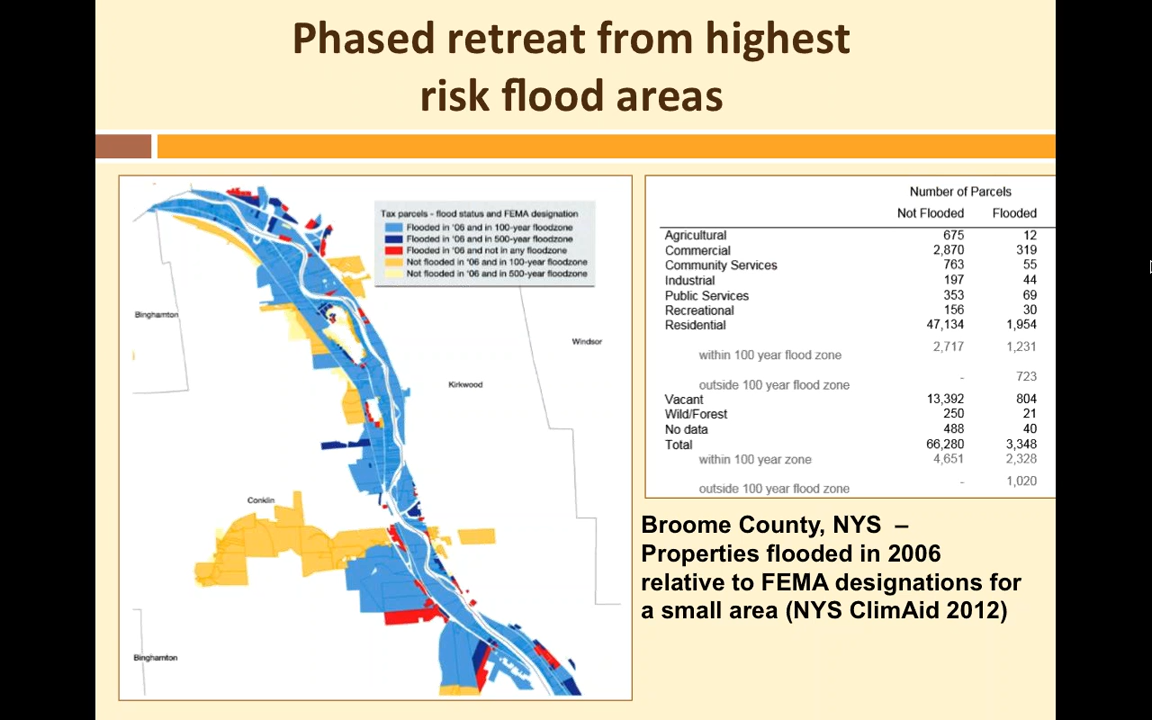 Phased retreat from highest
risk flood areas
Tax parcels - flood status and FEMA designation
Flooded in '06 and in 100-year floodzone
Flooded in '06 and in 500-year floodzone
Flooded in '06 and not in any floodzone
Not flooded in '06 and in 100-year floodzone
Not flooded in '06 and in 500-year floodzone
Binghamton
Windsor
Kirkwood
Conklin
Binghamton
Number of Parcels
Not Flooded Flooded
Agricultural 675 12
Commercial 2,870 319
Community Services 763 55
Industrial 197 44
Public Services 353 69
Recreational 156 30
Residential 47,134 1,954
within 100 year flood zone 2,717 1,231
outside 100 year flood zone - 723
Vacant 13,392 804
Wild/Forest 250 21
No data 488 40
Total 66,280 3,348
within 100 year zone 4,651 2,328
outside 100 year flood zone - 1,020
Broome County, NYS –
Properties flooded in 2006
relative to FEMA designations for
a small area (NYS ClimAid 2012)